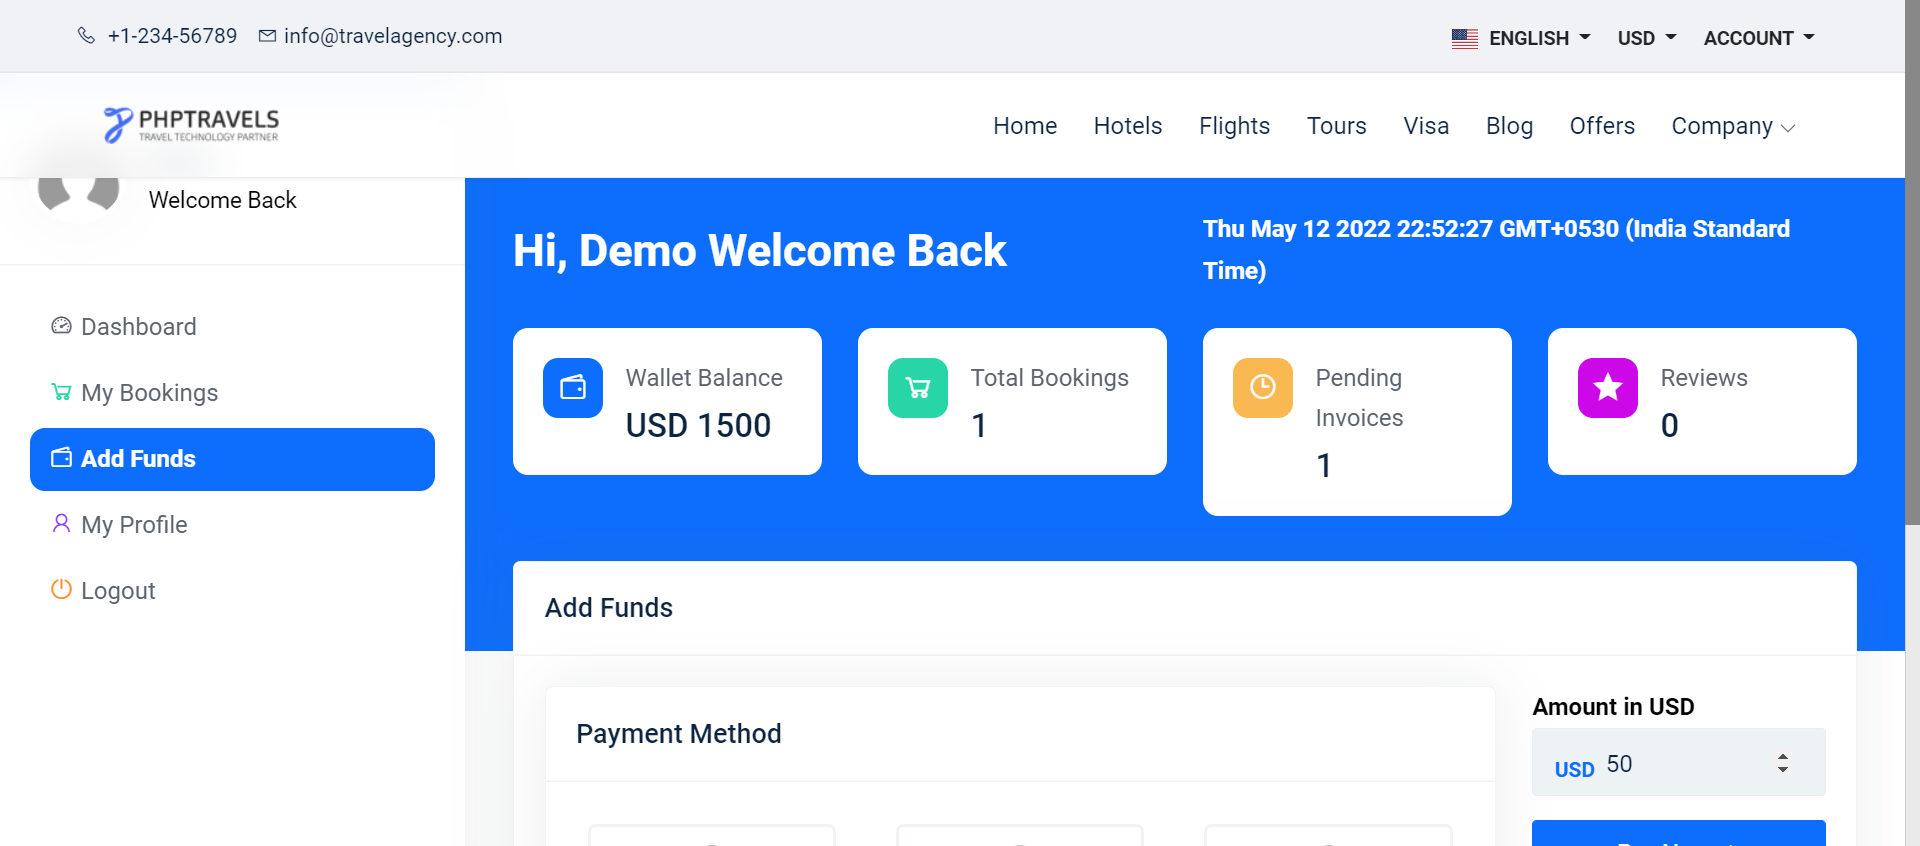 +1-234-56789 info@travelagency.com
ENGLISH USD ACCOUNT
PHPTRAVELS
TRAVEL TECHNOLOGY PARTNER
Home Hotels Flights Tours Visa Blog Offers Company
Welcome Back
Dashboard
My Bookings
Add Funds
My Profile
Logout
Hi, Demo Welcome Back
Thu May 12 2022 22:52:27 GMT+0530 (India Standard
Time)
Wallet Balance
USD 1500
Total Bookings
1
Pending
Invoices
1
Reviews
0
Add Funds
Payment Method
Amount in USD
USD 50